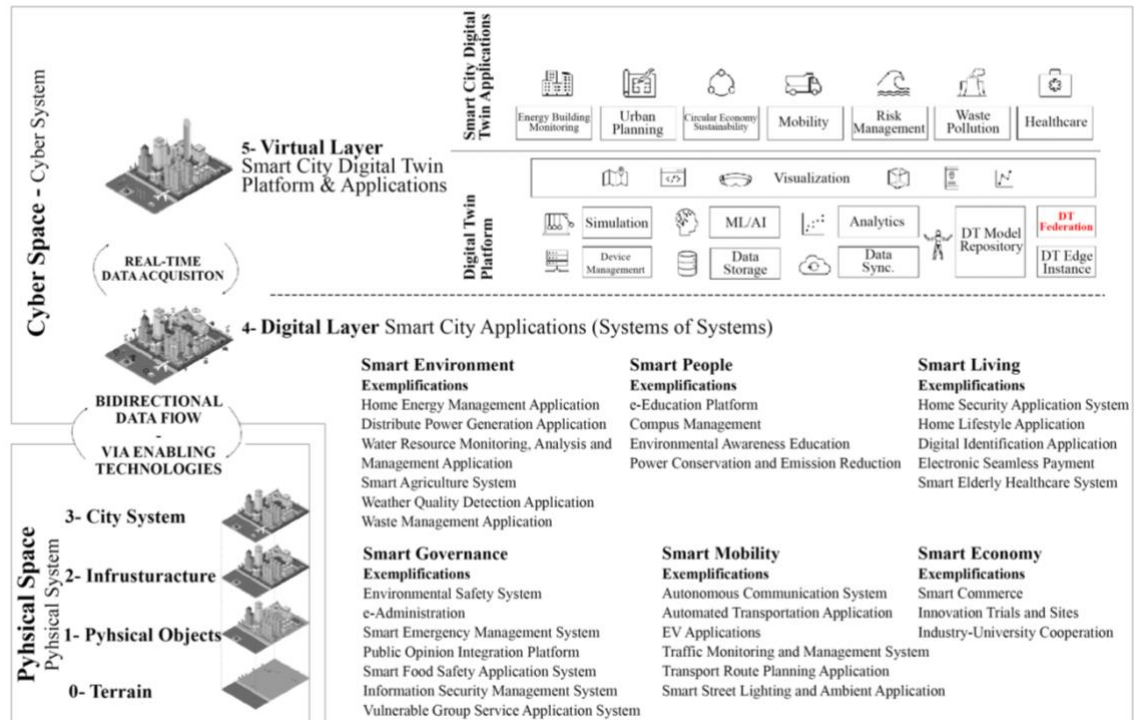 Cyber Space - Cyber System
5- Virtual Layer
Smart City Digital Twin
Platform & Applications
REAL-TIME
DATA ACQUISITON
Smart City Digital
Twin Applications
Energy Building
Monitoring
Urban
Planning
Circular Economy
Sustainability
Mobility
Risk
Management
Waste
Pollution
Healthcare
Digital Twin
Platform
Visualization
Simulation
ML/AI
Analytics
DT Model
Repository
DT
Federation
Device
Managemenrt
Data
Storage
Data
Sync.
DT Edge
Instance
4- Digital Layer Smart City Applications (Systems of Systems)
BIDIRECTIONAL
DATA FlOW
-
VIA ENABLING
TECHNOLOGIES
Smart Environment
Exemplifications
Home Energy Management Application
Distribute Power Generation Application
Water Resource Monitoring, Analysis and
Management Application
Smart Agriculture System
Weather Quality Detection Application
Waste Management Application
Smart People
Exemplifications
e-Education Platform
Compus Management
Environmental Awareness Education
Power Conservation and Emission Reduction
Smart Living
Exemplifications
Home Security Application System
Home Lifestyle Application
Digital Identification Application
Electronic Seamless Payment
Smart Elderly Healthcare System
Smart Governance
Exemplifications
Environmental Safety System
e-Administration
Smart Emergency Management System
Public Opinion Integration Platform
Smart Food Safety Application System
Information Security Management System
Vulnerable Group Service Application System
Smart Mobility
Exemplifications
Autonomous Communication System
Automated Transportation Application
EV Applications
Traffic Monitoring and Management System
Transport Route Planning Application
Smart Street Lighting and Ambient Application
Smart Economy
Exemplifications
Smart Commerce
Innovation Trials and Sites
Industry-University Cooperation
Pyhsical Space
Pyhsical System
3- City System
2- Infrusturacture
1- Pyhsical Objects
0- Terrain